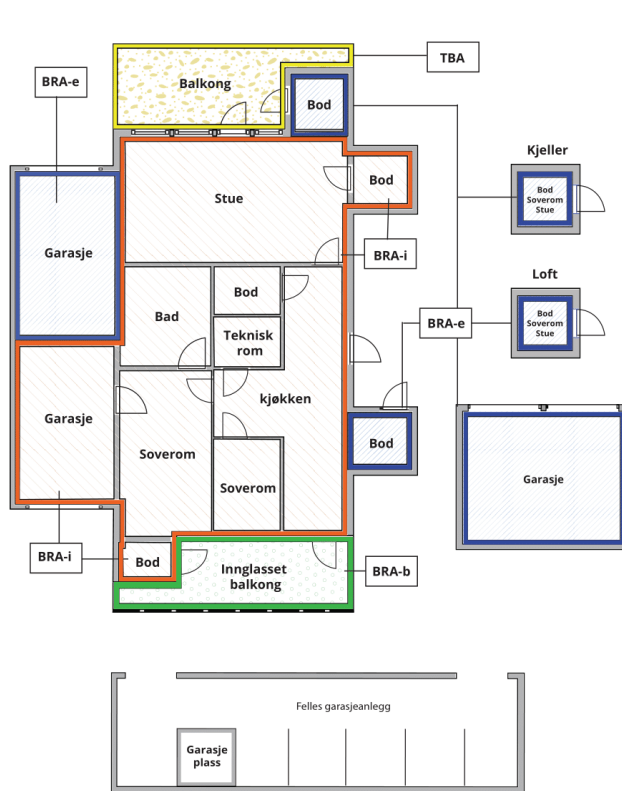 TBA
BRA-e
Balkong
Bod
Kjeller
Bod
Soverom
Stue
Bod
Stue
BRA-i
Garasje
Loft
Bod
Bad
Teknisk
rom
BRA-e
Bod
Soverom
Stue
Garasje
kjøkken
Bod
Soverom
Soverom
Garasje
BRA-i
Bod
Innglasset
balkong
BRA-b
Felles garasjeanlegg
Garasje
plass